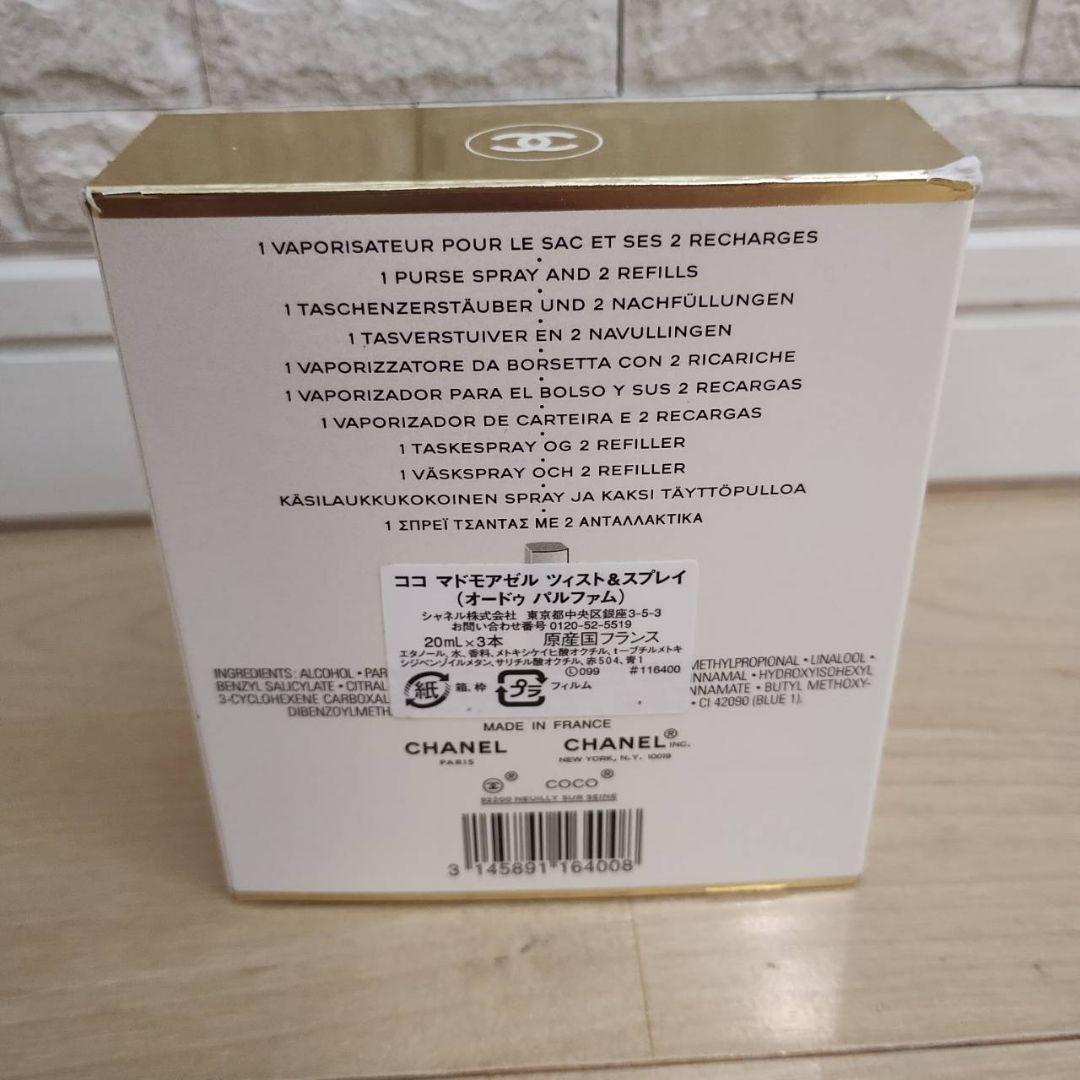 1 VAPORISATEUR POUR LE SAC ET SES 2 RECHARGES
•
1 PURSE SPRAY AND 2 REFILLS
•
1 TASCHENZERSTÄUBER UND 2 NACHFÜLLUNGEN
•
1 TASVERSTUIVER EN 2 NAVULLINGEN
•
1 VAPORIZZATORE DA BORSETTA CON 2 RICARICHE
•
1 VAPORIZADOR PARA EL BOLSO Y SUS 2 RECARGAS
•
1 VAPORIZADOR DE CARTEIRA E 2 RECARGAS
•
1 TASKESPRAY OG 2 REFILLER
•
1 VÄSKSPRAY OCH 2 REFILLER
•
KÄSILAUKKUKOKOINEN SPRAY JA KAKSI TÄYTTÖPULLOA
•
1 ΣΠΡΕΪ ΤΣΑΝΤΑΣ ΜΕ 2 ΑΝΤΑΛΛΑΚΤΙΚΑ
ココ マドモアゼル ツィスト&スプレイ
(オードゥ パルファム)
シャネル株式会社 東京都中央区銀座3-5-3
お問い合わせ番号 0120-52-5519
20mL×3本 原産国フランス
エタノール、水、香料、メトキシケイヒ酸オクチル、t-ブチルメトキ
シジベンゾイルメタン、サリチル酸オクチル、赤504、青1
Ⓛ099 #116400
紙 箱、枠 プラ フィルム
INGREDIENTS: ALCOHOL • METHYLPROPIONAL • LINALOOL •
BENZYL SALICYLATE • CITRAL • HYDROXYISOHEXYL
3-CYCLOHEXENE • BUTYL METHOXY-
• CI 42090 (BLUE 1).
MADE IN FRANCE
CHANEL CHANEL® INC.
PARIS NEW YORK, N.Y. 10019
® COCO®
92200 NEUILLY SUR SEINE
3 145891 164008